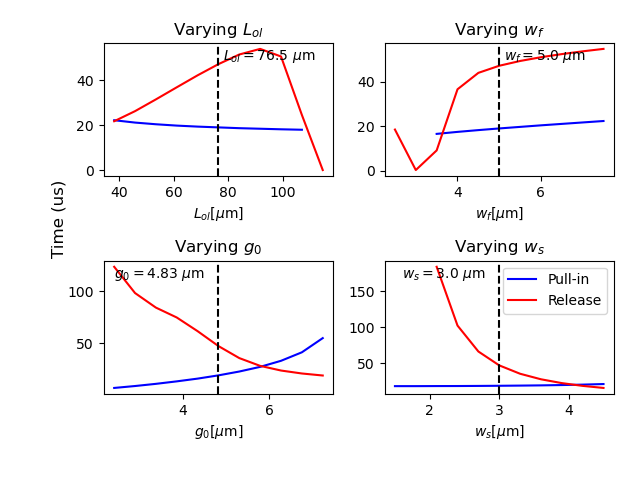 Varying L_ol
L_ol = 76.5 μm
40
20
0
40
60
80
100
L_ol[μm]
Varying w_f
w_f = 5.0 μm
40
20
0
4
6
w_f[μm]
Time (us)
Varying g_0
g_0 = 4.83 μm
100
50
4
6
g_0[μm]
Varying w_s
w_s = 3.0 μm
Pull-in
Release
150
100
50
2
3
4
w_s[μm]